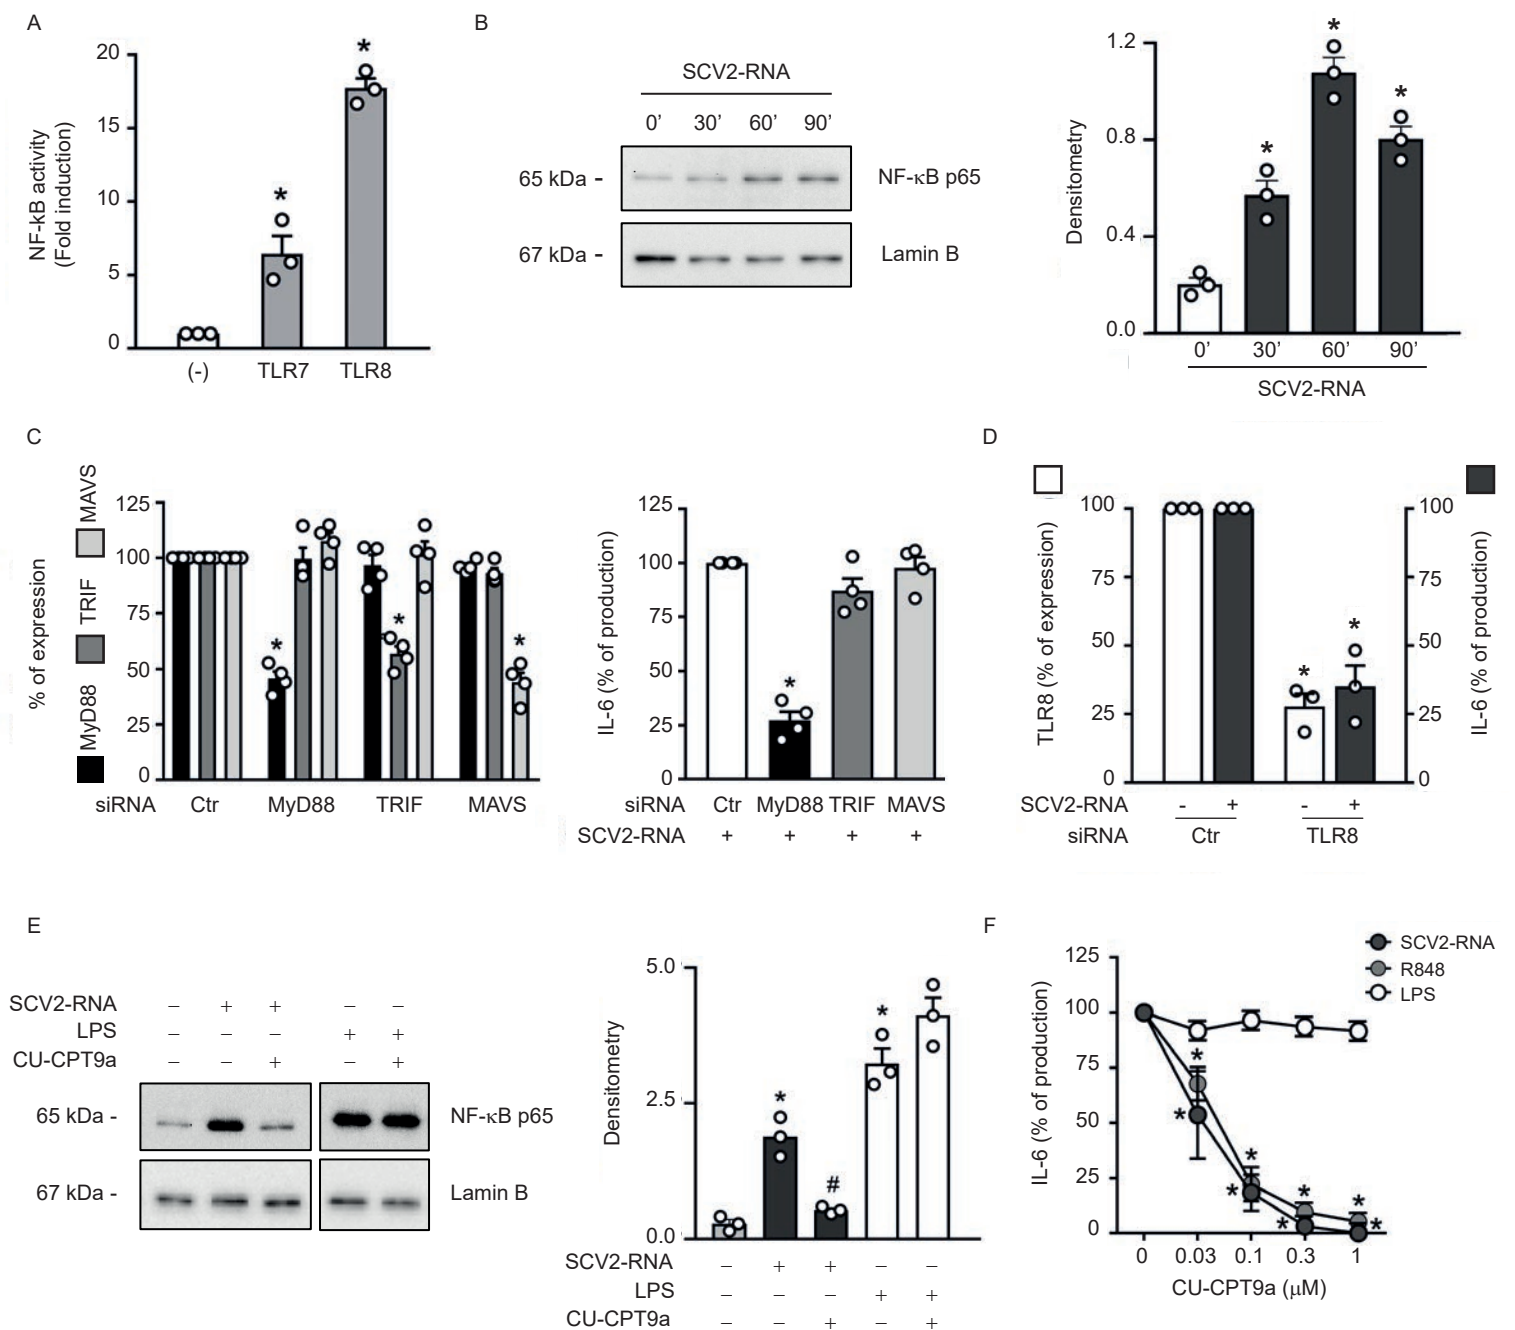 A
NF-kB activity
(Fold induction)
20
15
10
5
0
*
*
(-) TLR7 TLR8
B
SCV2-RNA
0’ 30’ 60’ 90’
65 kDa - NF-κB p65
67 kDa - Lamin B
Densitometry
1.2
0.8
0.4
0.0
*
*
*
0’ 30’ 60’ 90’
SCV2-RNA
C
% of expression
MyD88 TRIF MAVS
125
100
75
50
25
0
*
*
*
siRNA Ctr MyD88 TRIF MAVS
IL-6 (% of production)
125
100
75
50
25
0
*
siRNA Ctr MyD88 TRIF MAVS
SCV2-RNA + + + +
D
TLR8 (% of expression)
100
75
50
25
0
*
*
IL-6 (% of production)
100
75
50
25
0
SCV2-RNA - + - +
siRNA Ctr TLR8
E
SCV2-RNA – + + – –
LPS – – – + +
CU-CPT9a – – + – +
65 kDa - NF-κB p65
67 kDa - Lamin B
Densitometry
5.0
2.5
0.0
*
#
*
SCV2-RNA – + + – –
LPS – – – + +
CU-CPT9a – – + – +
F
SCV2-RNA
R848
LPS
IL-6 (% of production)
125
100
75
50
25
0
*
*
*
*
*
*
*
*
0 0.03 0.1 0.3 1
CU-CPT9a (μM)